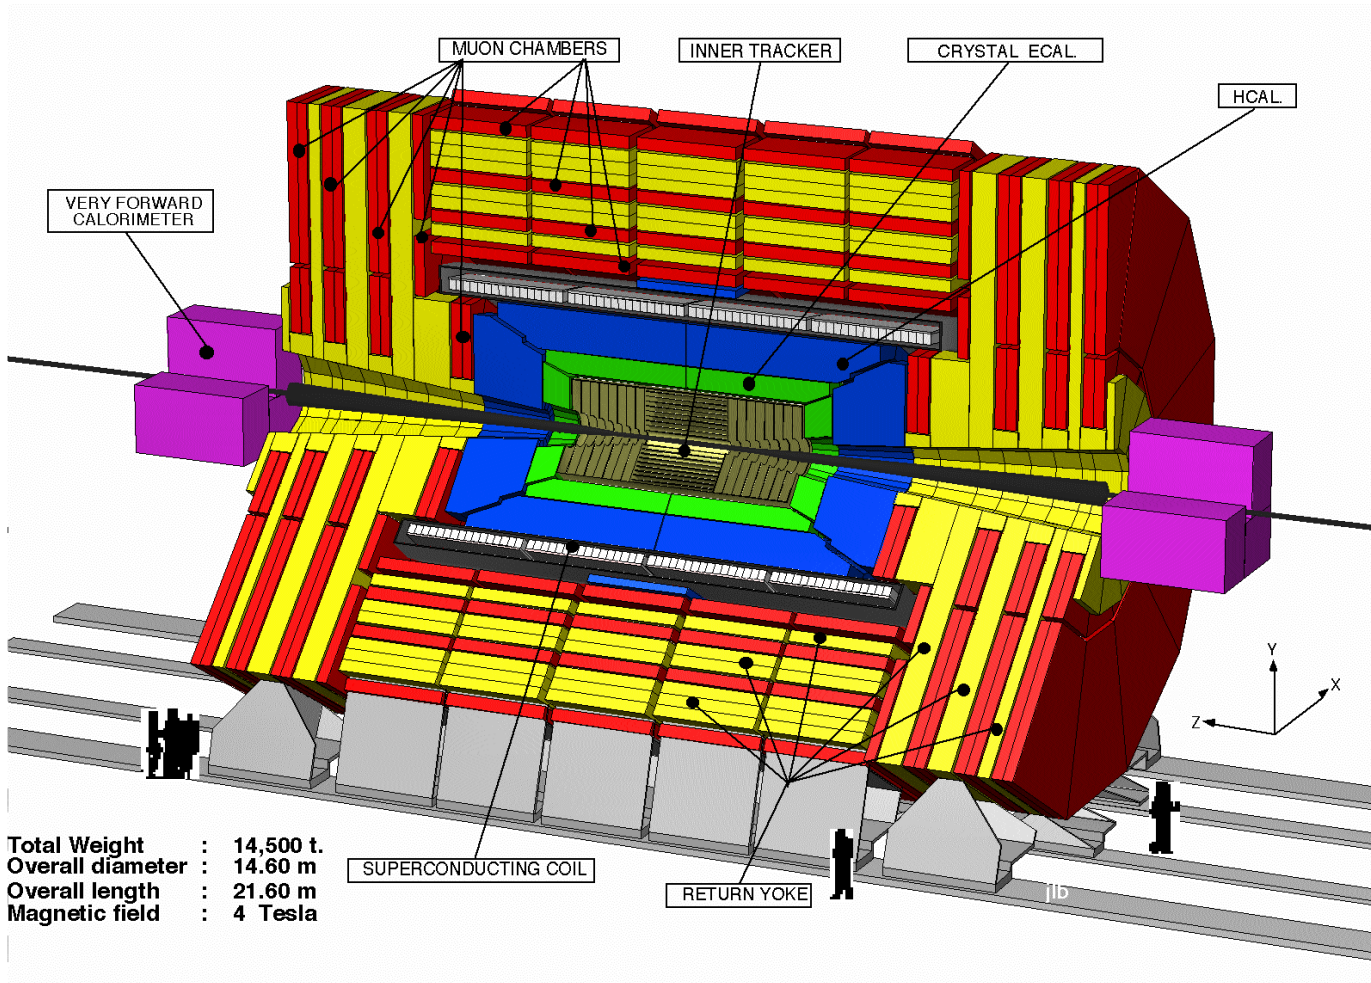 MUON CHAMBERS
INNER TRACKER
CRYSTAL ECAL.
HCAL.
VERY FORWARD
CALORIMETER
Y
X
Z
Total Weight : 14,500 t.
Overall diameter : 14.60 m
Overall length : 21.60 m
Magnetic field : 4 Tesla
SUPERCONDUCTING COIL
RETURN YOKE
jlb